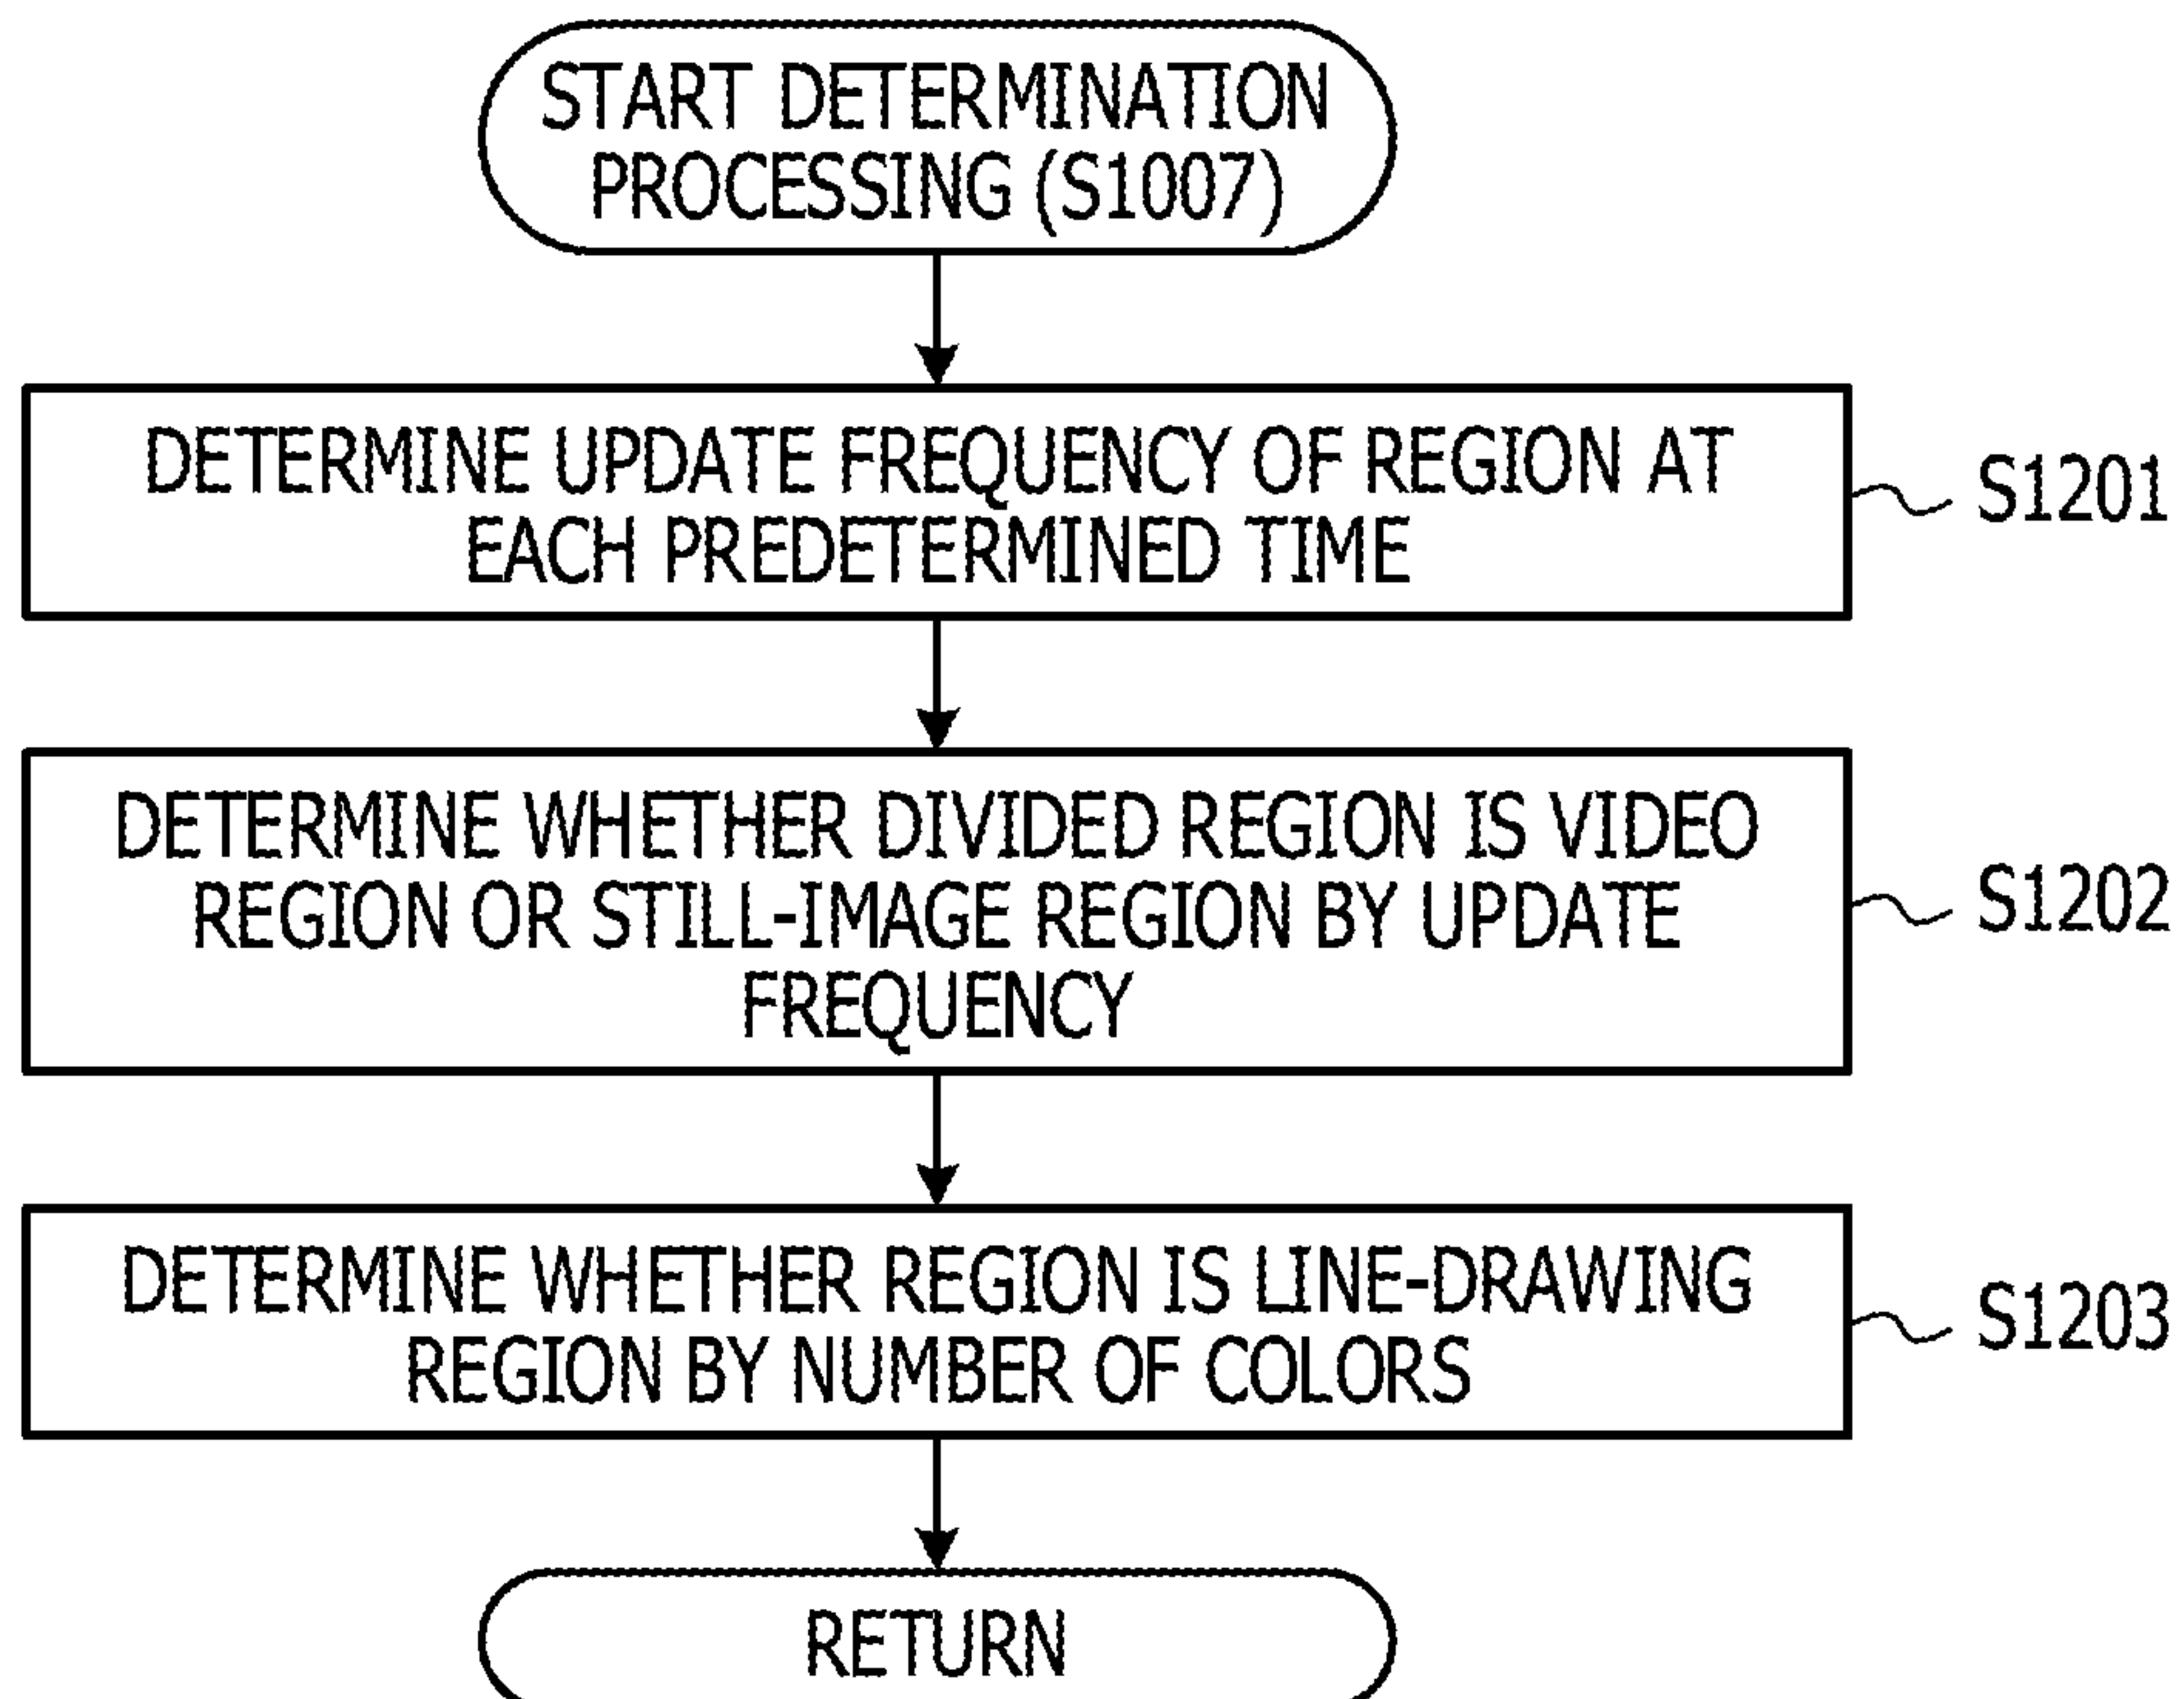 START DETERMINATION
PROCESSING (S1007)
DETERMINE UPDATE FREQUENCY OF REGION AT
EACH PREDETERMINED TIME
S1201
DETERMINE WHETHER DIVIDED REGION IS VIDEO
REGION OR STILL-IMAGE REGION BY UPDATE
FREQUENCY
S1202
DETERMINE WHETHER REGION IS LINE-DRAWING
REGION BY NUMBER OF COLORS
S1203
RETURN